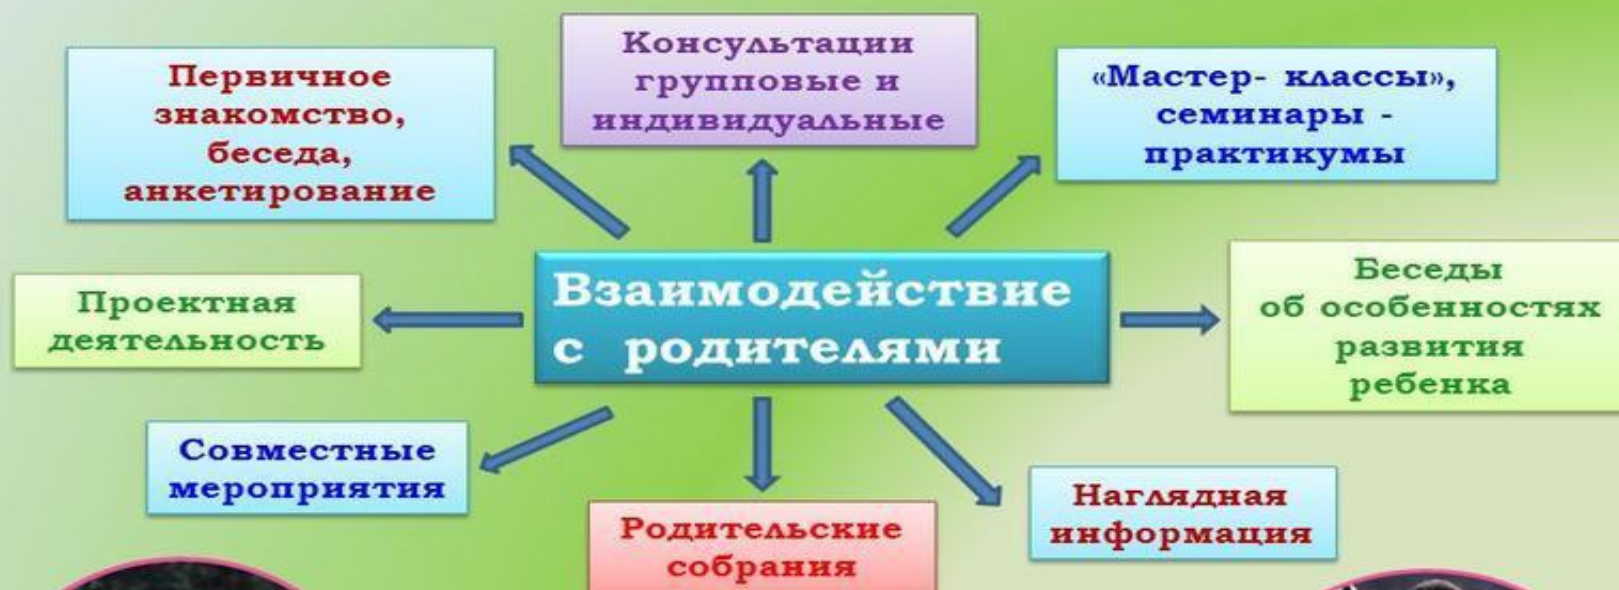 Консультации
групповые и
индивидуальные
Первичное
знакомство,
беседа,
анкетирование
«Мастер- классы»,
семинары -
практикумы
Взаимодействие
с родителями
Проектная
деятельность
Беседы
об особенностях
развития
ребенка
Совместные
мероприятия
Родительские
собрания
Наглядная
информация